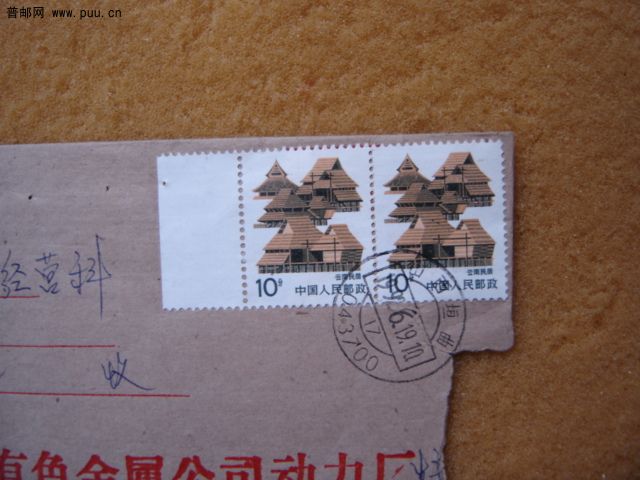 普邮网 www.puu.cn
云南民居 云南民居
10分 中国人民邮政 10分 中国人民邮政
经营科
收
有色金属公司动力厂
043700